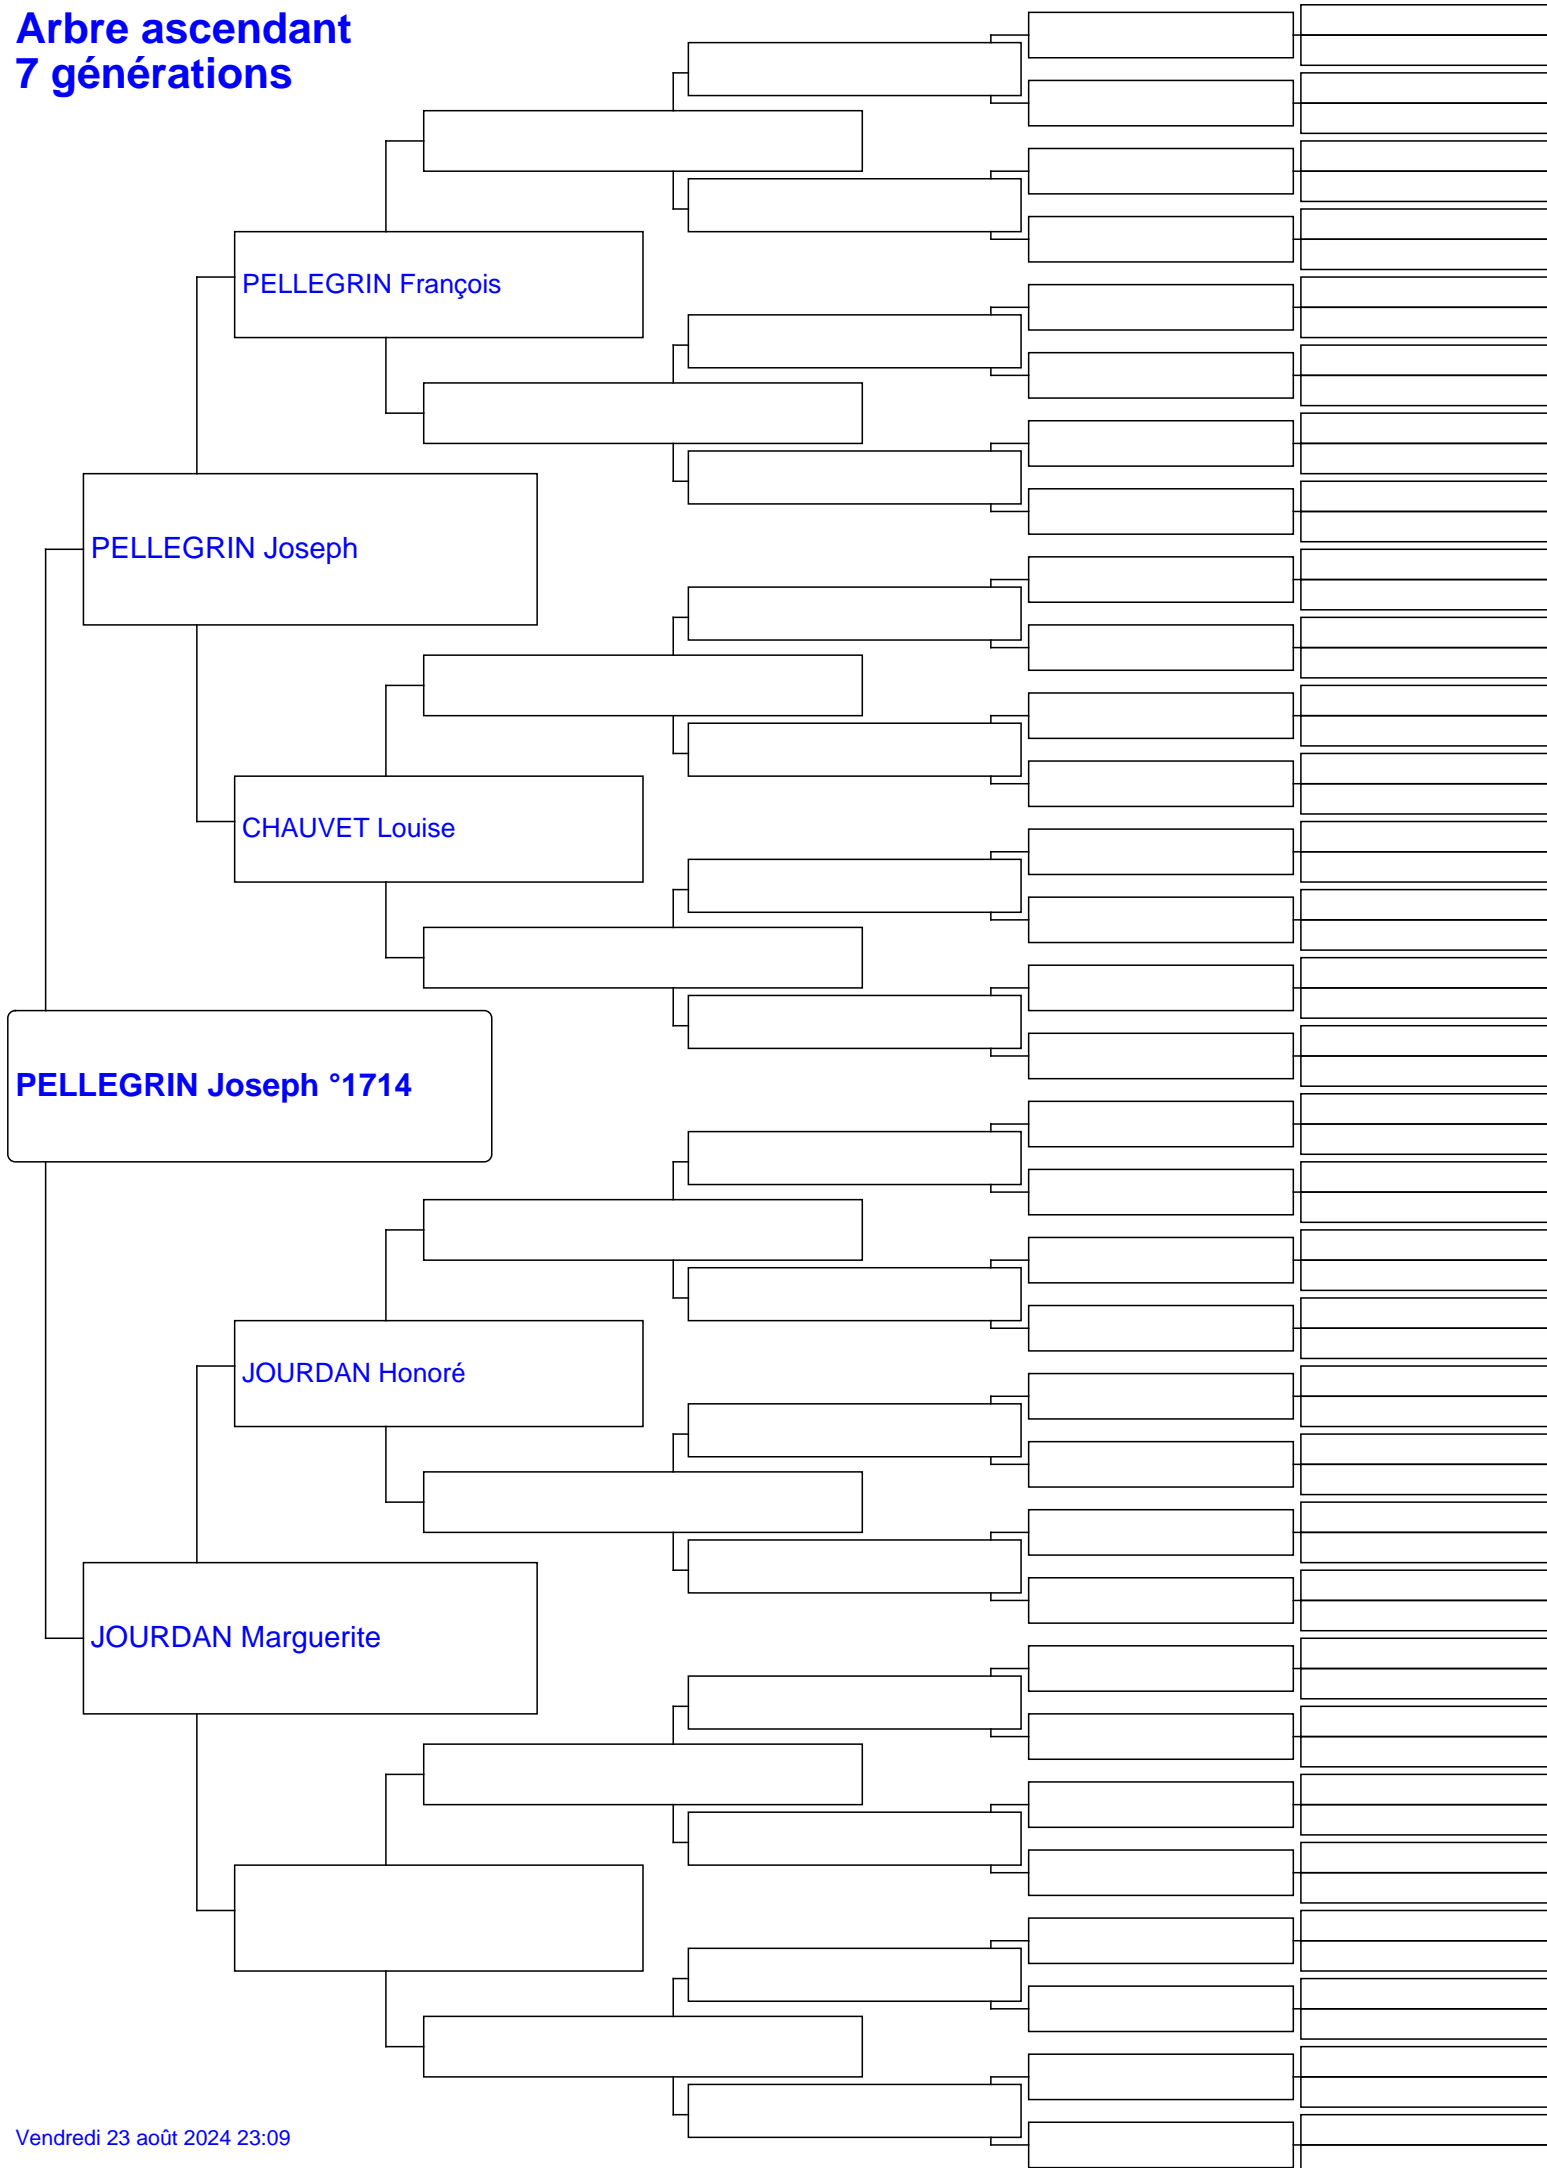 Arbre ascendant
7 générations
PELLEGRIN François
PELLEGRIN Joseph
CHAUVET Louise
PELLEGRIN Joseph °1714
JOURDAN Honoré
JOURDAN Marguerite
Vendredi 23 août 2024 23:09